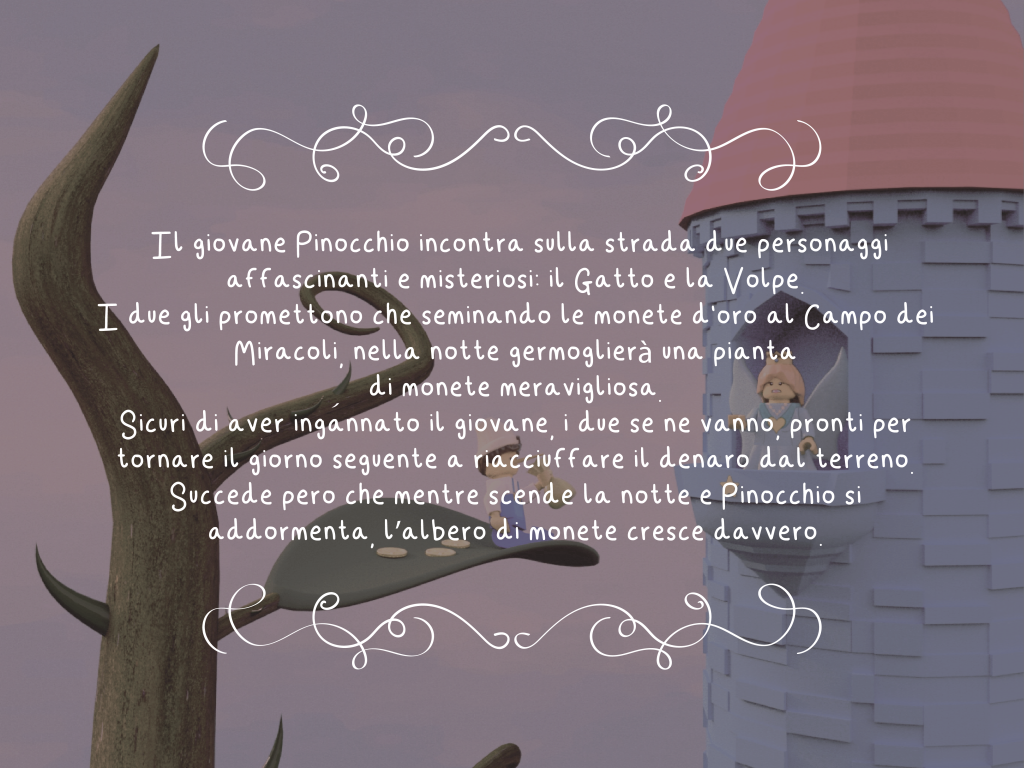 Il giovane Pinocchio incontra sulla strada due personaggi
affascinanti e misteriosi: il Gatto e la Volpe.
I due gli promettono che seminando le monete d'oro al Campo dei
Miracoli, nella notte germoglierà una pianta
di monete meravigliosa.
Sicuri di aver ingannato il giovane, i due se ne vanno, pronti per
tornare il giorno seguente a riacciuffare il denaro dal terreno.
Succede pero che mentre scende la notte e Pinocchio si
addormenta, l’albero di monete cresce davvero.